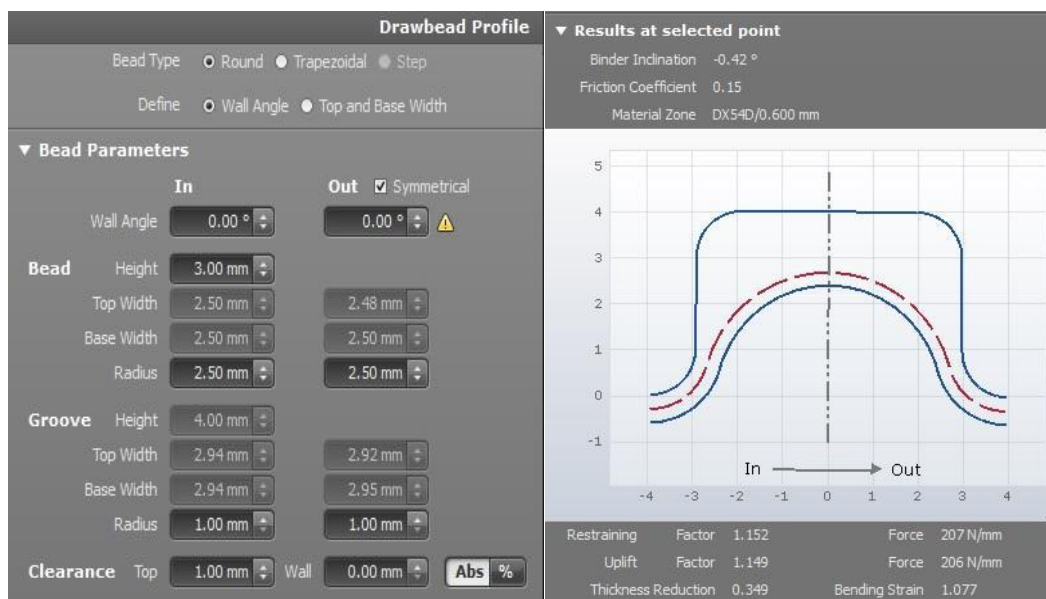 Drawbead Profile
Bead Type Round Trapezoidal Step
Define Wall Angle Top and Base Width
Bead Parameters
In Out Symmetrical
Wall Angle 0.00 ° 0.00 °
Bead Height 3.00 mm
Top Width 2.50 mm 2.48 mm
Base Width 2.50 mm 2.50 mm
Radius 2.50 mm 2.50 mm
Groove Height 4.00 mm
Top Width 2.94 mm 2.92 mm
Base Width 2.94 mm 2.95 mm
Radius 1.00 mm 1.00 mm
Clearance Top 1.00 mm Wall 0.00 mm Abs %
Results at selected point
Binder Inclination -0.42 °
Friction Coefficient 0.15
Material Zone DX54D/0.600 mm
5
4
3
2
1
0
-1
In Out
-4 -3 -2 -1 0 1 2 3 4
Restraining Factor 1.152 Force 207 N/mm
Uplift Factor 1.149 Force 206 N/mm
Thickness Reduction 0.349 Bending Strain 1.077